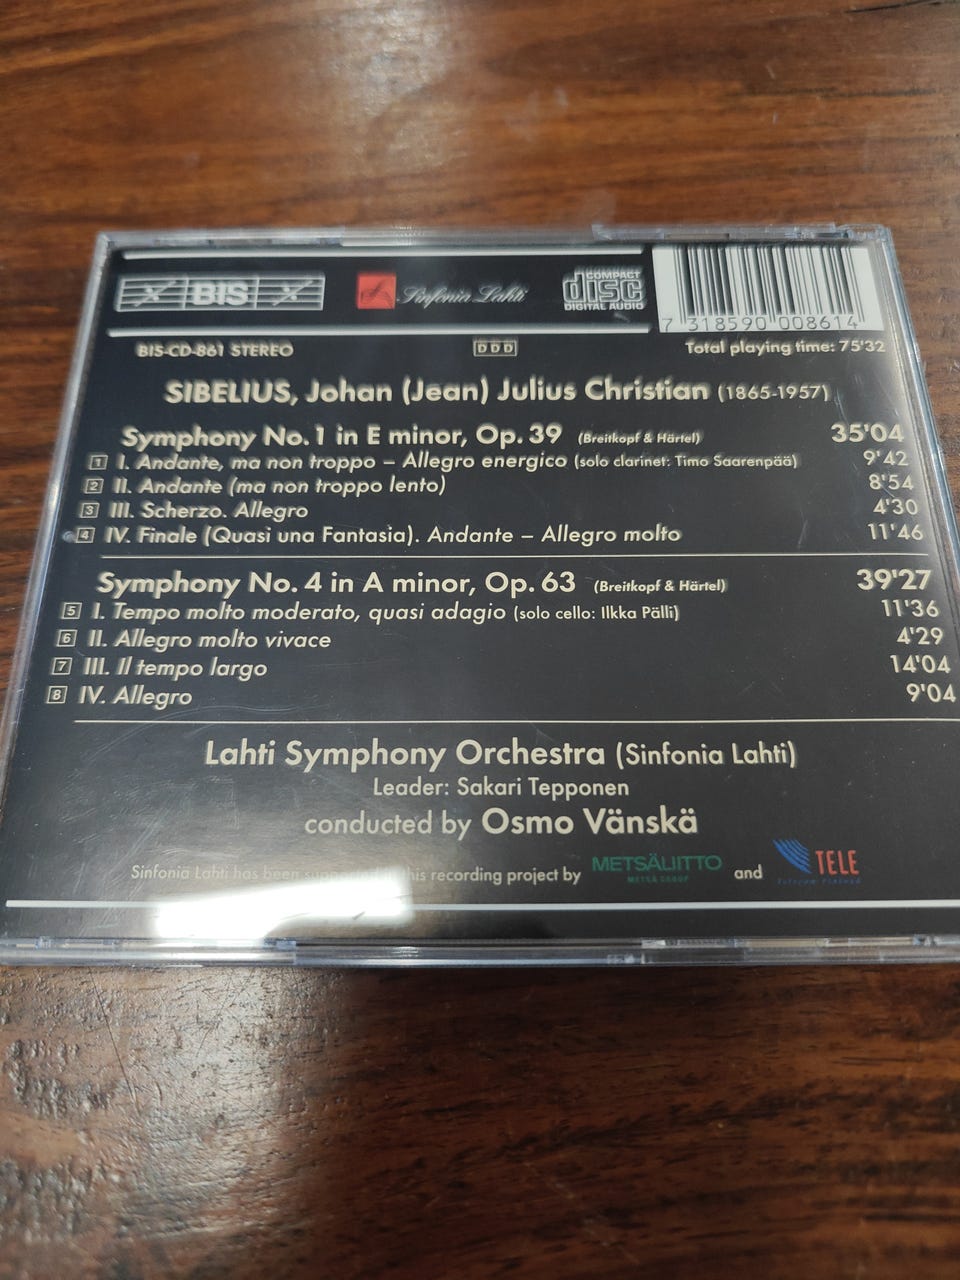 BIS
Sinfonia Lahti
COMPACT
disc
DIGITAL AUDIO
7 318590 008614
BIS-CD-861 STEREO
DDD
Total playing time: 75'32
SIBELIUS, Johan (Jean) Julius Christian (1865-1957)
Symphony No. 1 in E minor, Op. 39 (Breitkopf & Härtel) 35'04
1 I. Andante, ma non troppo – Allegro energico (solo clarinet: Timo Saarenpää) 9'42
2 II. Andante (ma non troppo lento) 8'54
3 III. Scherzo. Allegro 4'30
4 IV. Finale (Quasi una Fantasia). Andante – Allegro molto 11'46
Symphony No. 4 in A minor, Op. 63 (Breitkopf & Härtel) 39'27
5 I. Tempo molto moderato, quasi adagio (solo cello: Ilkka Pälli) 11'36
6 II. Allegro molto vivace 4'29
7 III. Il tempo largo 14'04
8 IV. Allegro 9'04
Lahti Symphony Orchestra (Sinfonia Lahti)
Leader: Sakari Tepponen
conducted by Osmo Vänskä
Sinfonia Lahti has been supported in this recording project by METSÄLIITTO and TELE
METSÄ GROUP
Telecom Finland